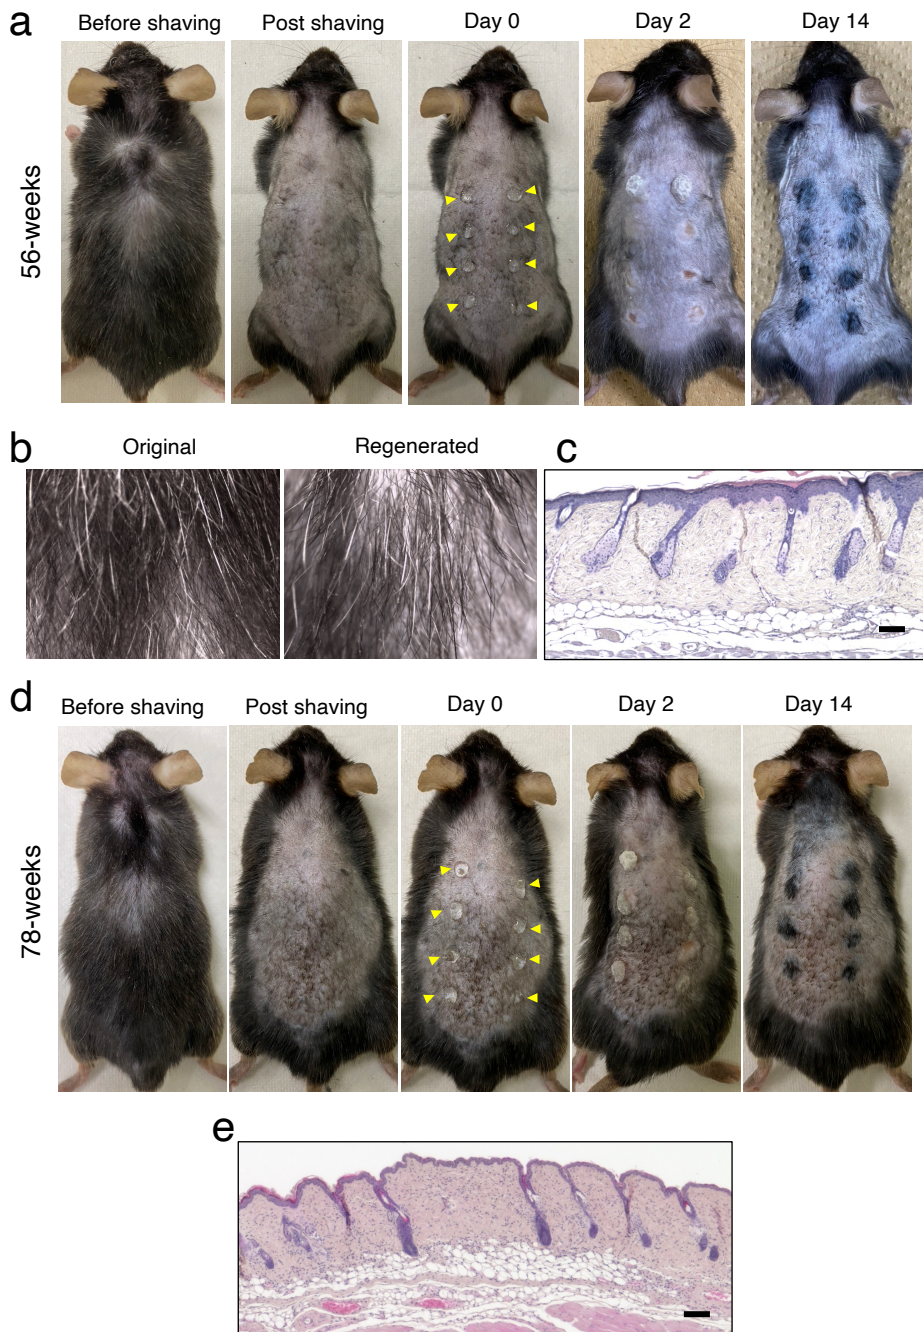 a
Before shaving
Post shaving
Day 0
Day 2
Day 14
56-weeks
b
Original
Regenerated
c
d
Before shaving
Post shaving
Day 0
Day 2
Day 14
78-weeks
e